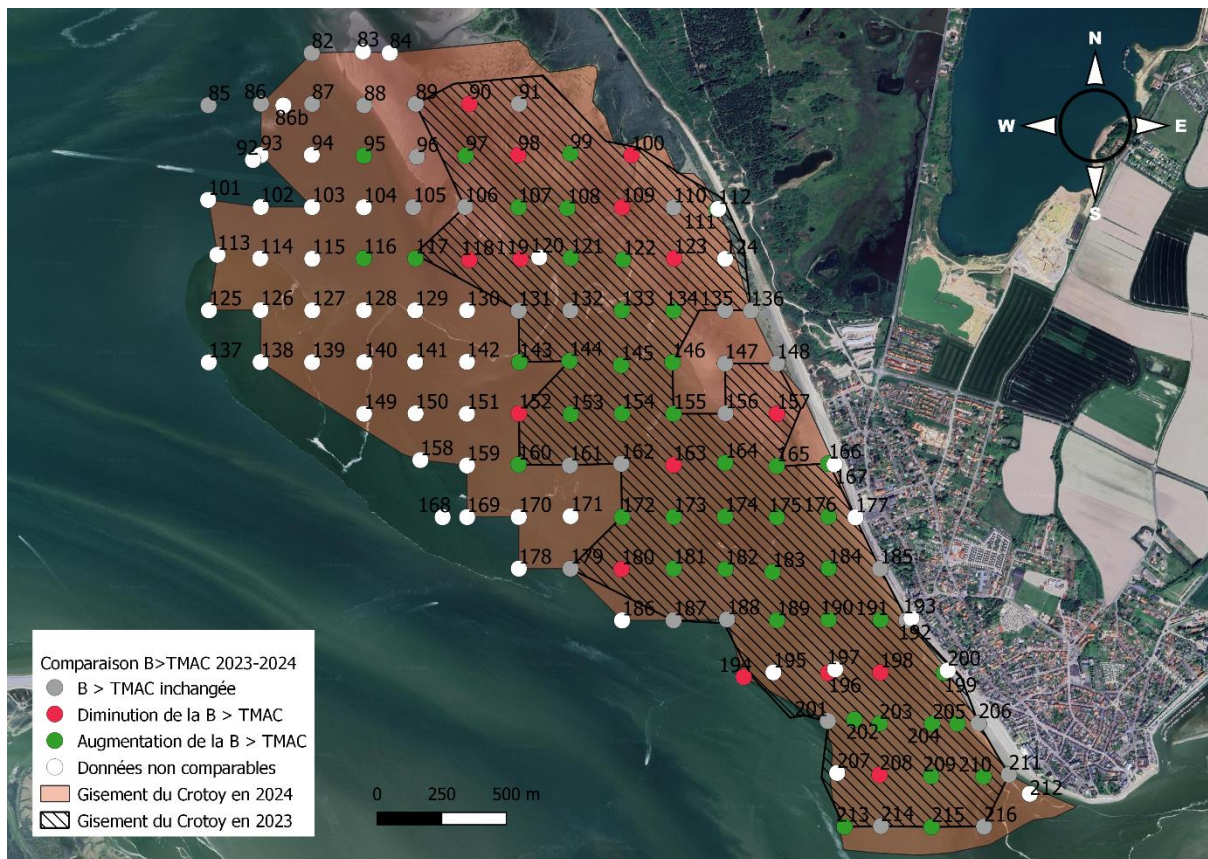 N
W
E
S
82 83 84
85 86 86b 87 88 89 90 91
92 93 94 95 96 97 98 99 100
101 102 103 104 105 106 107 108 109 110 111 112
113 114 115 116 117 118 119 120 121 122 123 124
125 126 127 128 129 130 131 132 133 134 135 136
137 138 139 140 141 142 143 144 145 146 147 148
149 150 151 152 153 154 155 156 157
158 159 160 161 162 163 164 165 166 167
168 169 170 171 172 173 174 175 176 177
178 179 180 181 182 183 184 185
186 187 188 189 190 191 192 193
194 195 196 197 198 199 200
201 202 203 204 205 206
207 208 209 210 211 212
213 214 215 216
Comparaison B>TMAC 2023-2024
B > TMAC inchangée
Diminution de la B > TMAC
Augmentation de la B > TMAC
Données non comparables
Gisement du Crotoy en 2024
Gisement du Crotoy en 2023
0 250 500 m